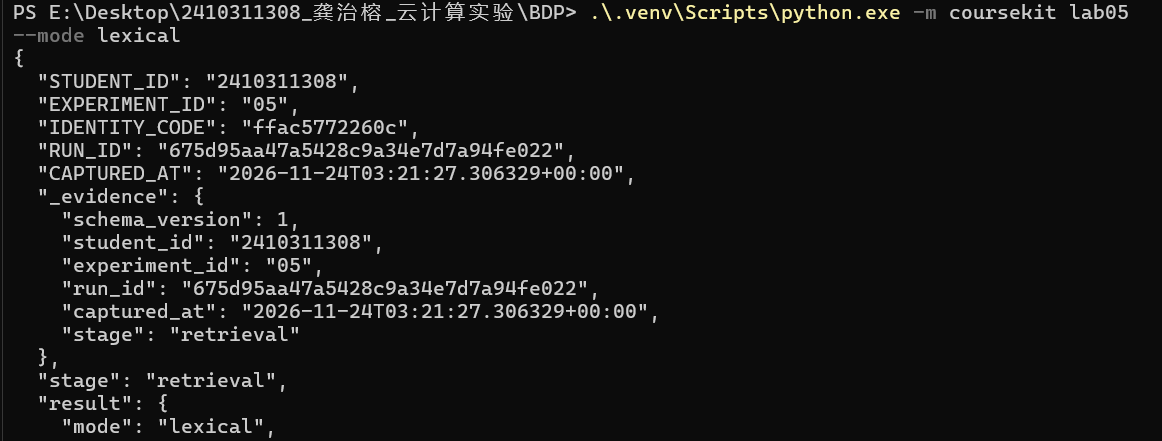 PS E:\Desktop\2410311308_龚治榕_云计算实验\BDP> .\.venv\Scripts\python.exe -m coursekit lab05
--mode lexical
{
  "STUDENT_ID": "2410311308",
  "EXPERIMENT_ID": "05",
  "IDENTITY_CODE": "ffac5772260c",
  "RUN_ID": "675d95aa47a5428c9a34e7d7a94fe022",
  "CAPTURED_AT": "2026-11-24T03:21:27.306329+00:00",
  "_evidence": {
    "schema_version": 1,
    "student_id": "2410311308",
    "experiment_id": "05",
    "run_id": "675d95aa47a5428c9a34e7d7a94fe022",
    "captured_at": "2026-11-24T03:21:27.306329+00:00",
    "stage": "retrieval"
  },
  "stage": "retrieval",
  "result": {
    "mode": "lexical",